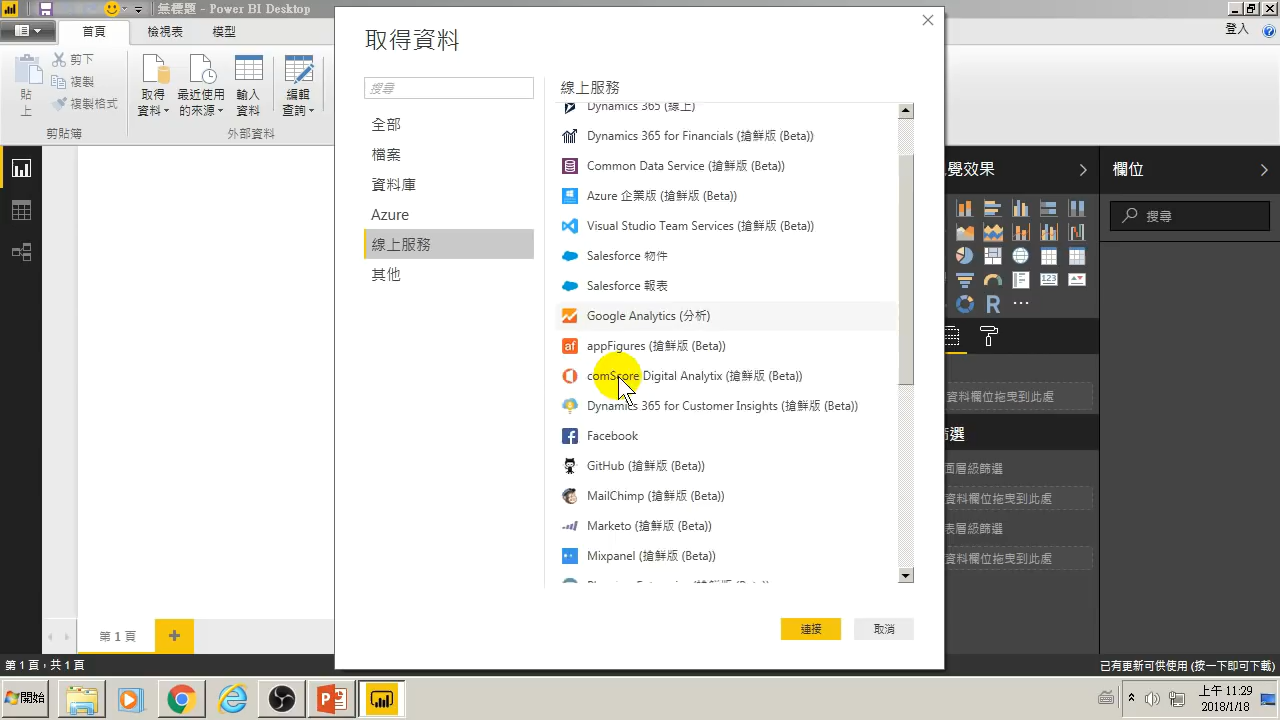 無標題 - Power BI Desktop
首頁
檢視表
模型
登入
貼上
剪下
複製
複製格式
剪貼簿
取得資料
最近使用的來源
輸入資料
編輯查詢
外部資料
取得資料
搜尋
全部
檔案
資料庫
Azure
線上服務
其他
線上服務
Dynamics 365 (線上)
Dynamics 365 for Financials (搶鮮版 (Beta))
Common Data Service (搶鮮版 (Beta))
Azure 企業版 (搶鮮版 (Beta))
Visual Studio Team Services (搶鮮版 (Beta))
Salesforce 物件
Salesforce 報表
Google Analytics (分析)
appFigures (搶鮮版 (Beta))
comScore Digital Analytix (搶鮮版 (Beta))
Dynamics 365 for Customer Insights (搶鮮版 (Beta))
Facebook
GitHub (搶鮮版 (Beta))
MailChimp (搶鮮版 (Beta))
Marketo (搶鮮版 (Beta))
Mixpanel (搶鮮版 (Beta))
連接
取消
覺效果
欄位
搜尋
123
R
資料欄位拖曳到此處
篩選
面層級篩選
資料欄位拖曳到此處
表層級篩選
資料欄位拖曳到此處
第 1 頁
第 1 頁，共 1 頁
已有更新可供使用 (按一下即可下載)
開始
上午 11:29
2018/1/18